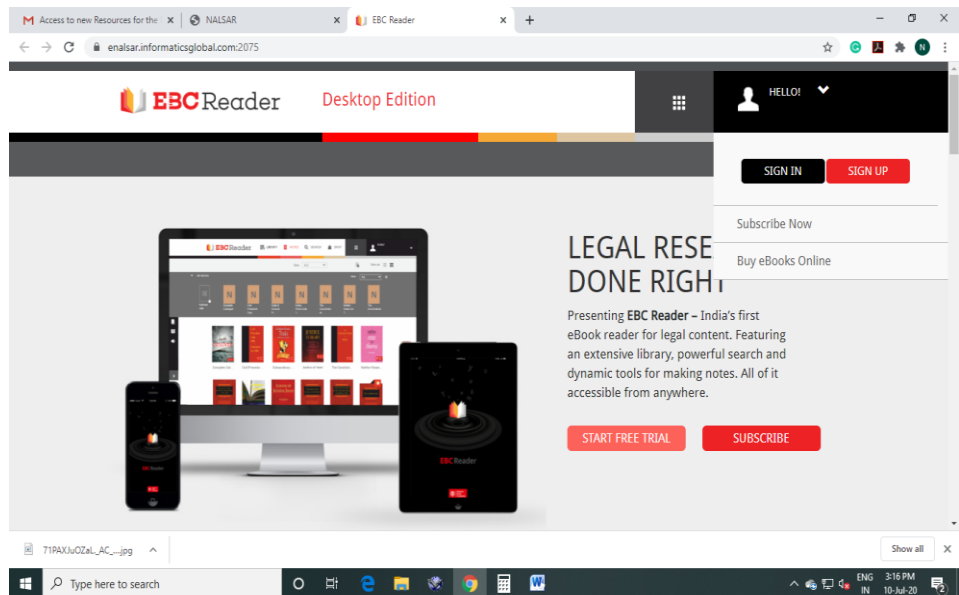 Access to new Resources for the
NALSAR
EBC Reader
enalsar.informaticsglobal.com:2075
N
EBC Reader
Desktop Edition
HELLO!
SIGN IN
SIGN UP
Subscribe Now
Buy eBooks Online
LEGAL RESE
DONE RIGHT
Presenting EBC Reader – India's first
eBook reader for legal content. Featuring
an extensive library, powerful search and
dynamic tools for making notes. All of it
accessible from anywhere.
START FREE TRIAL
SUBSCRIBE
EBC Reader
N N N N N N
EBC Reader
EBC Reader
71PAXJuOZaL_AC_....jpg
Show all
Type here to search
ENG
IN
3:16 PM
10-Jul-20
2